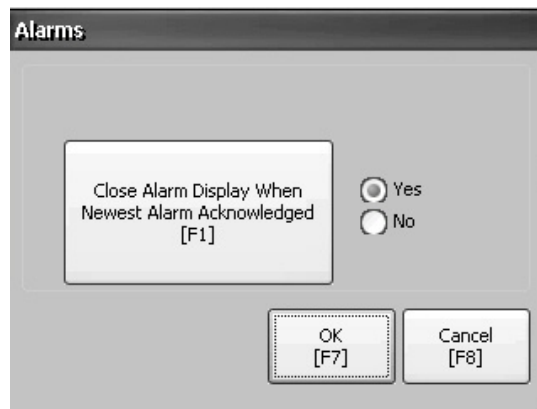 Alarms
Close Alarm Display When
Newest Alarm Acknowledged
[F1]
Yes
No
OK
[F7]
Cancel
[F8]